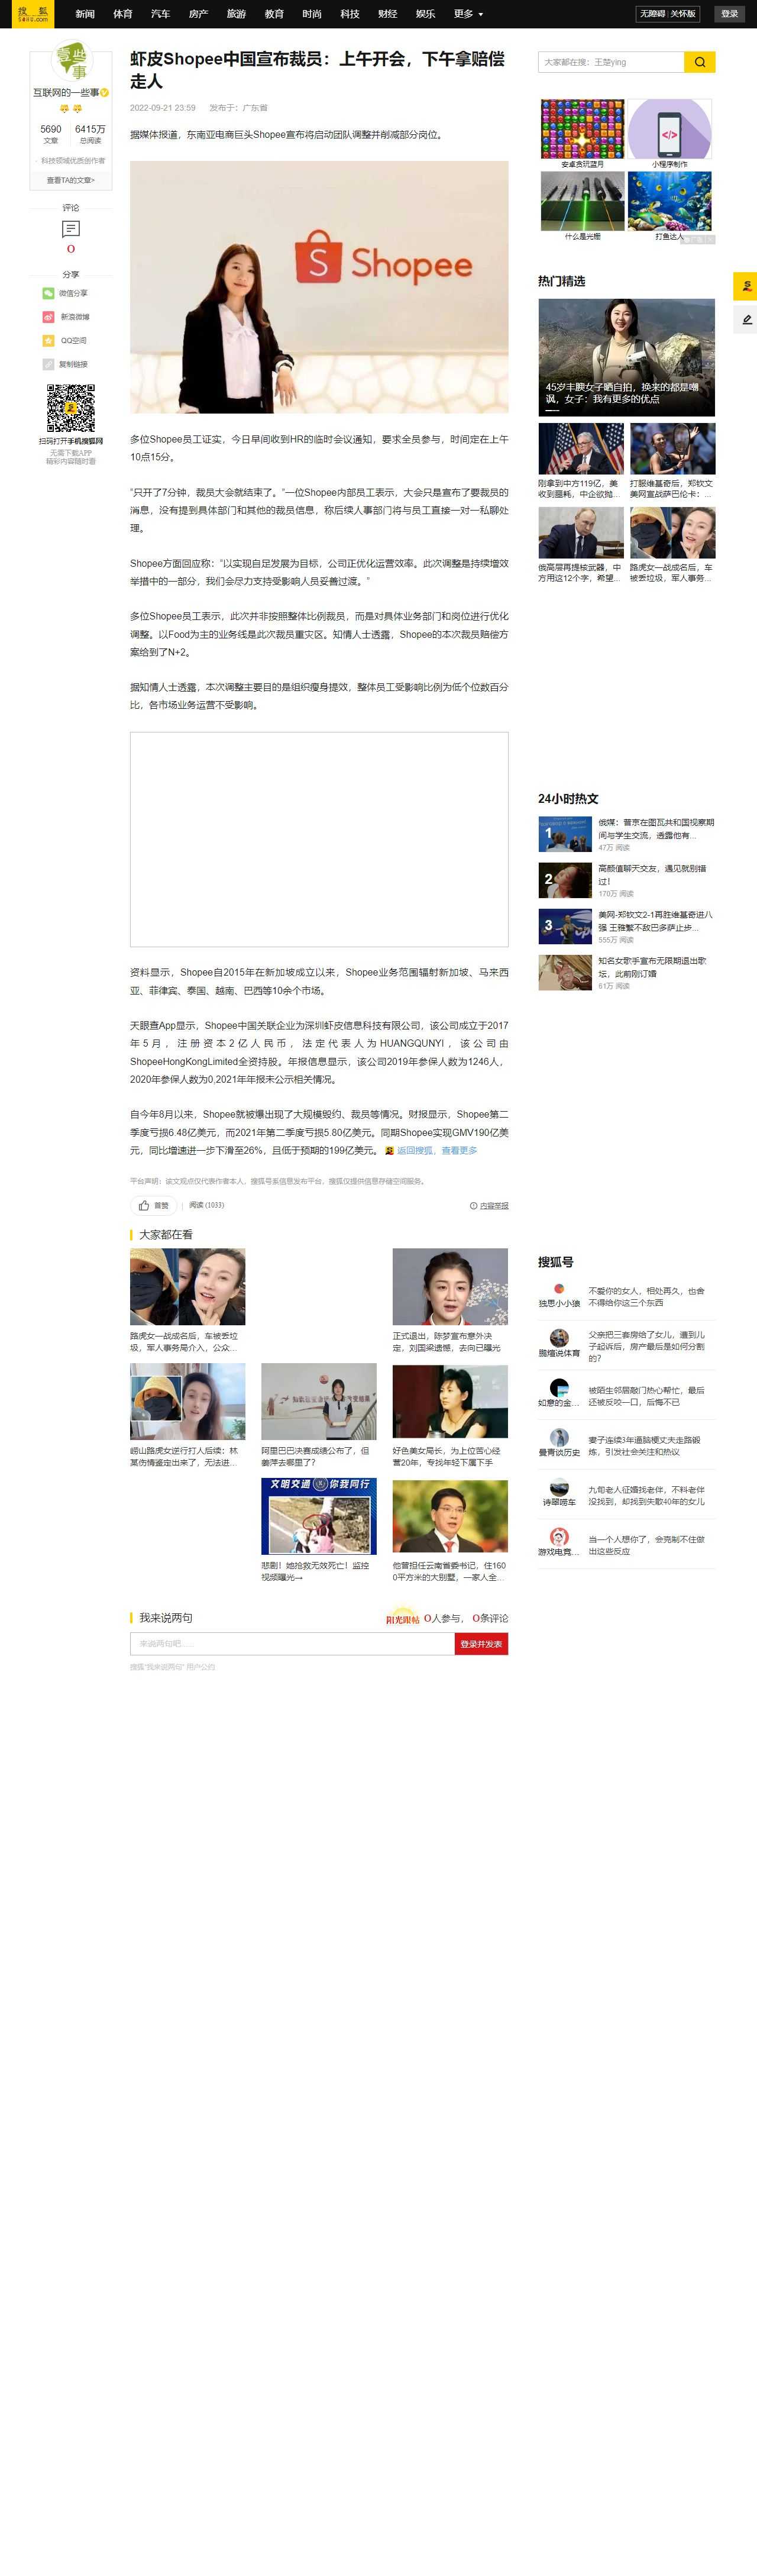 搜 狐
SOHU.com
新闻 体育 汽车 房产 旅游 教育 时尚 科技 财经 娱乐 更多
无障碍 | 关怀版
登录
互联网的一些事
5690
文章
6415万
总阅读
· 科技领域优质创作者
查看TA的文章>
评论
0
分享
微信分享
新浪微博
QQ空间
复制链接
扫码打开手机搜狐网
无需下载APP
精彩内容随时看
虾皮Shopee中国宣布裁员：上午开会，下午拿赔偿
走人
2022-09-21 23:59 发布于：广东省
据媒体报道，东南亚电商巨头Shopee宣布将启动团队调整并削减部分岗位。
Shopee
多位Shopee员工证实，今日早间收到HR的临时会议通知，要求全员参与，时间定在上午
10点15分。
“只开了7分钟，裁员大会就结束了。”一位Shopee内部员工表示，大会只是宣布了要裁员的
消息，没有提到具体部门和其他的裁员信息，称后续人事部门将与员工直接一对一私聊处
理。
Shopee方面回应称：“以实现自足发展为目标，公司正优化运营效率。此次调整是持续增效
举措中的一部分，我们会尽力支持受影响人员妥善过渡。”
多位Shopee员工表示，此次并非按照整体比例裁员，而是对具体业务部门和岗位进行优化
调整。以Food为主的业务线是此次裁员重灾区。知情人士透露，Shopee的本次裁员赔偿方
案给到了N+2。
据知情人士透露，本次调整主要目的是组织瘦身提效，整体员工受影响比例为低个位数百分
比，各市场业务运营不受影响。
资料显示，Shopee自2015年在新加坡成立以来，Shopee业务范围辐射新加坡、马来西
亚、菲律宾、泰国、越南、巴西等10余个市场。
天眼查App显示，Shopee中国关联企业为深圳虾皮信息科技有限公司，该公司成立于2017
年5月，注册资本2亿人民币，法定代表人为HUANGQUNYI，该公司由
ShopeeHongKongLimited全资持股。年报信息显示，该公司2019年参保人数为1246人，
2020年参保人数为0,2021年年报未公示相关情况。
自今年8月以来，Shopee就被爆出现了大规模毁约、裁员等情况。财报显示，Shopee第二
季度亏损6.48亿美元，而2021年第二季度亏损5.80亿美元。同期Shopee实现GMV190亿美
元，同比增速进一步下滑至26%，且低于预期的199亿美元。 返回搜狐，查看更多
平台声明：该文观点仅代表作者本人，搜狐号系信息发布平台，搜狐仅提供信息存储空间服务。
首赞
阅读 (1033)
内容举报
大家都在看
路虎女一战成名后，车被丢垃
圾，军人事务局介入，公众...
正式退出，陈梦宣布意外决
定，刘国梁遗憾，去向已曝光
崂山路虎女逆行打人后续：林
某伤情鉴定出来了，无法进...
阿里巴巴决赛成绩公布了，但
姜萍去哪里了？
好色美女局长，为上位苦心经
营20年，专找年轻下属下手
文明交通 你我同行
悲剧！她抢救无效死亡！监控
视频曝光→
他曾担任云南省委书记，住160
0平方米的大别墅，一家人全...
我来说两句
阳光跟帖
0人参与， 0条评论
来说两句吧......
登录并发表
搜狐“我来说两句” 用户公约
大家都在搜：王楚ying
安卓贪玩蓝月
小程序制作
什么是光栅
打鱼达人
热门精选
45岁丰腴女子晒自拍，换来的都是嘲
讽，女子：我有更多的优点
刚拿到中方119亿，美
收到噩耗，中企欲抛...
打服维基奇后，郑钦文
美网宣战萨巴伦卡：...
俄高层再提核武器，中
方用这12个字，希望...
路虎女一战成名后，车
被丢垃圾，军人事务...
24小时热文
1
俄媒：普京在图瓦共和国视察期
间与学生交流，透露他有...
47万 阅读
2
高颜值聊天交友，遇见就别错
过！
170万 阅读
3
美网-郑钦文2-1再胜维基奇进八
强 王雅繁不敌巴多萨止步...
555万 阅读
知名女歌手宣布无限期退出歌
坛，此前刚订婚
61万 阅读
搜狐号
独思小小狼
不爱你的女人，相处再久，也舍
不得给你这三个东西
说体育
父亲把三套房给了女儿，遭到儿
子起诉后，房产最后是如何分割
的？
如意的金...
被陌生邻居敲门热心帮忙，最后
还被反咬一口，后悔不已
曼青谈历史
妻子连续3年逼脑梗丈夫走路锻
炼，引发社会关注和热议
诗翠唠车
九旬老人征婚找老伴，不料老伴
没找到，却找到失散40年的女儿
游戏电竞...
当一个人想你了，会克制不住做
出这些反应